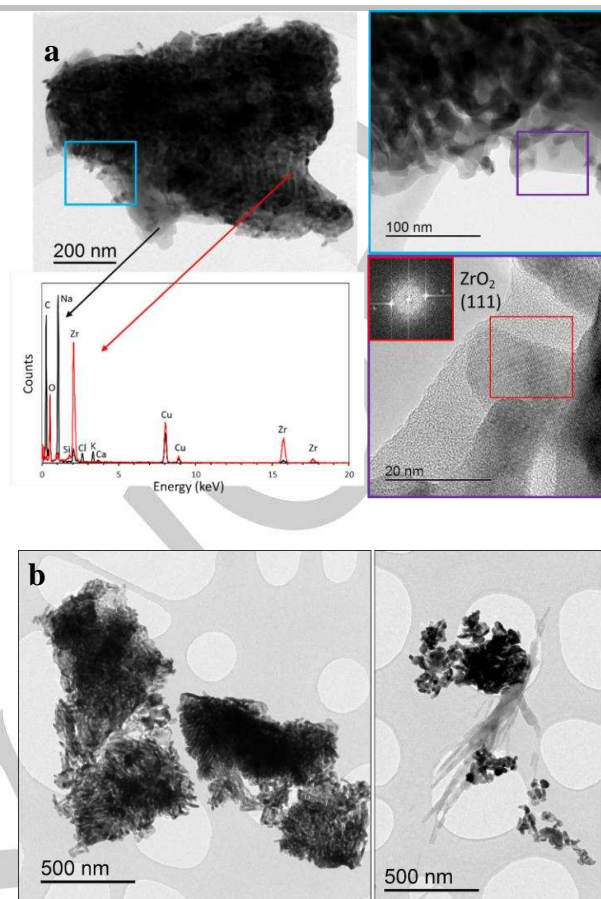 a
200 nm
100 nm
C
Na
Zr
O
Si
Cl
K
Ca
Cu
Cu
Zr
Zr
Counts
0
5
10
15
20
Energy (keV)
ZrO2
(111)
20 nm
b
500 nm
500 nm